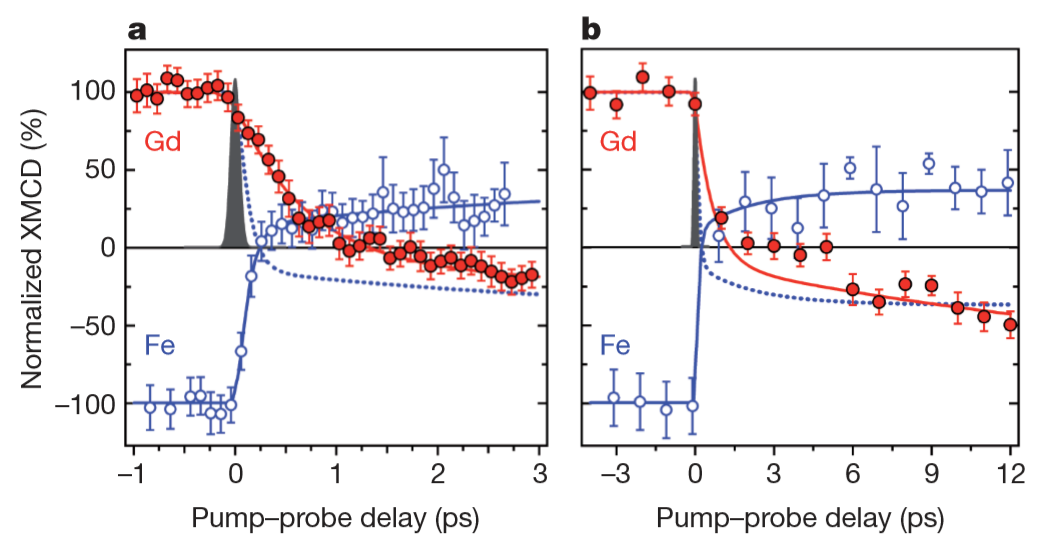 a
b
Normalized XMCD (%)
100
50
0
−50
−100
Gd
Fe
Gd
Fe
−1 0 1 2 3
−3 0 3 6 9 12
Pump–probe delay (ps)
Pump–probe delay (ps)